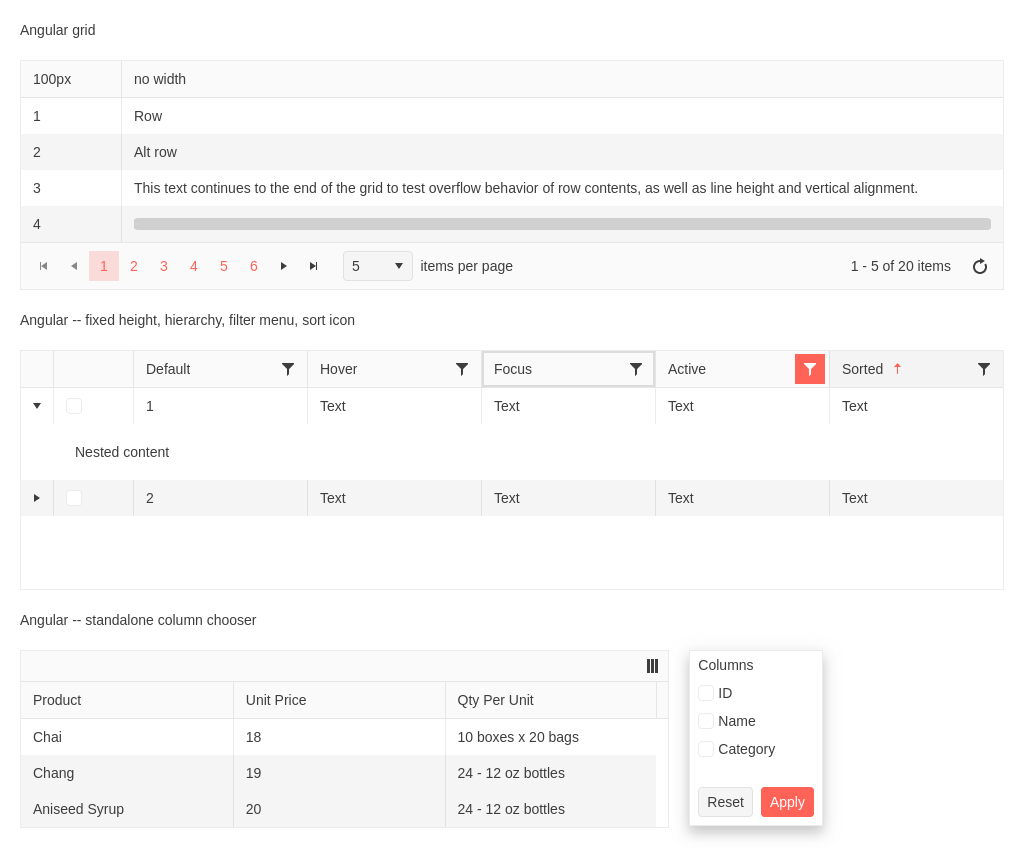 Angular grid
100px no width
1 Row
2 Alt row
3 This text continues to the end of the grid to test overflow behavior of row contents, as well as line height and vertical alignment.
4
1 2 3 4 5 6 5 items per page 1 - 5 of 20 items
Angular -- fixed height, hierarchy, filter menu, sort icon
Default Hover Focus Active Sorted
1 Text Text Text Text
Nested content
2 Text Text Text Text
Angular -- standalone column chooser
Product Unit Price Qty Per Unit
Chai 18 10 boxes x 20 bags
Chang 19 24 - 12 oz bottles
Aniseed Syrup 20 24 - 12 oz bottles
Columns
ID
Name
Category
Reset Apply